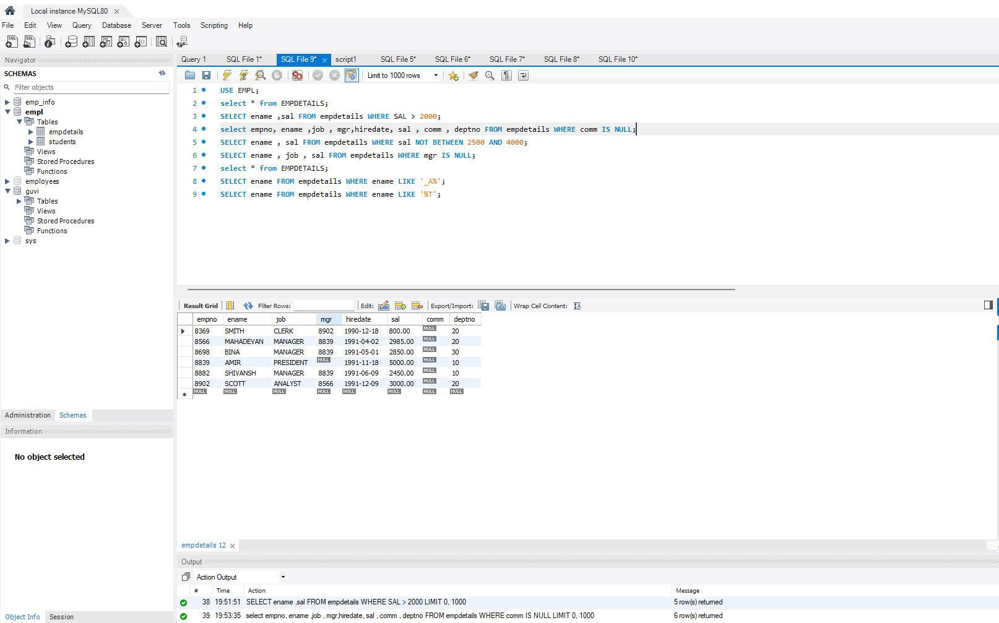 Local instance MySQL80
File Edit View Query Database Server Tools Scripting Help
Navigator
SCHEMAS
Filter objects
emp_info
empl
Tables
empdetails
students
Views
Stored Procedures
Functions
employees
guvi
Tables
Views
Stored Procedures
Functions
sys
Administration Schemas
Information
No object selected
Object Info Session
Query 1 SQL File 1* SQL File 9* script1 SQL File 5* SQL File 6* SQL File 7* SQL File 8* SQL File 10*
Limit to 1000 rows
1 USE EMPL;
2 select * from EMPDETAILS;
3 SELECT ename ,sal FROM empdetails WHERE SAL > 2000;
4 select empno, ename ,job , mgr,hiredate, sal , comm , deptno FROM empdetails WHERE comm IS NULL;
5 SELECT ename , sal FROM empdetails WHERE sal NOT BETWEEN 2500 AND 4000;
6 SELECT ename , job , sal FROM empdetails WHERE mgr IS NULL;
7 select * from EMPDETAILS;
8 SELECT ename FROM empdetails WHERE ename LIKE '_A%';
9 SELECT ename FROM empdetails WHERE ename LIKE '%T';
Result Grid Filter Rows: Edit: Export/Import: Wrap Cell Content:
empno ename job mgr hiredate sal comm deptno
8369 SMITH CLERK 8902 1990-12-18 800.00 NULL 20
8566 MAHADEVAN MANAGER 8839 1991-04-02 2985.00 NULL 20
8698 BINA MANAGER 8839 1991-05-01 2850.00 NULL 30
8839 AMIR PRESIDENT NULL 1991-11-18 5000.00 NULL 10
8882 SHIVANSH MANAGER 8839 1991-06-09 2450.00 NULL 10
8902 SCOTT ANALYST 8566 1991-12-09 3000.00 NULL 20
NULL NULL NULL NULL NULL NULL NULL NULL
empdetails 12
Output
Action Output
# Time Action Message
38 19:51:51 SELECT ename ,sal FROM empdetails WHERE SAL > 2000 LIMIT 0, 1000 5 row(s) returned
39 19:53:35 select empno, ename ,job , mgr,hiredate, sal , comm , deptno FROM empdetails WHERE comm IS NULL LIMIT 0, 1000 6 row(s) returned